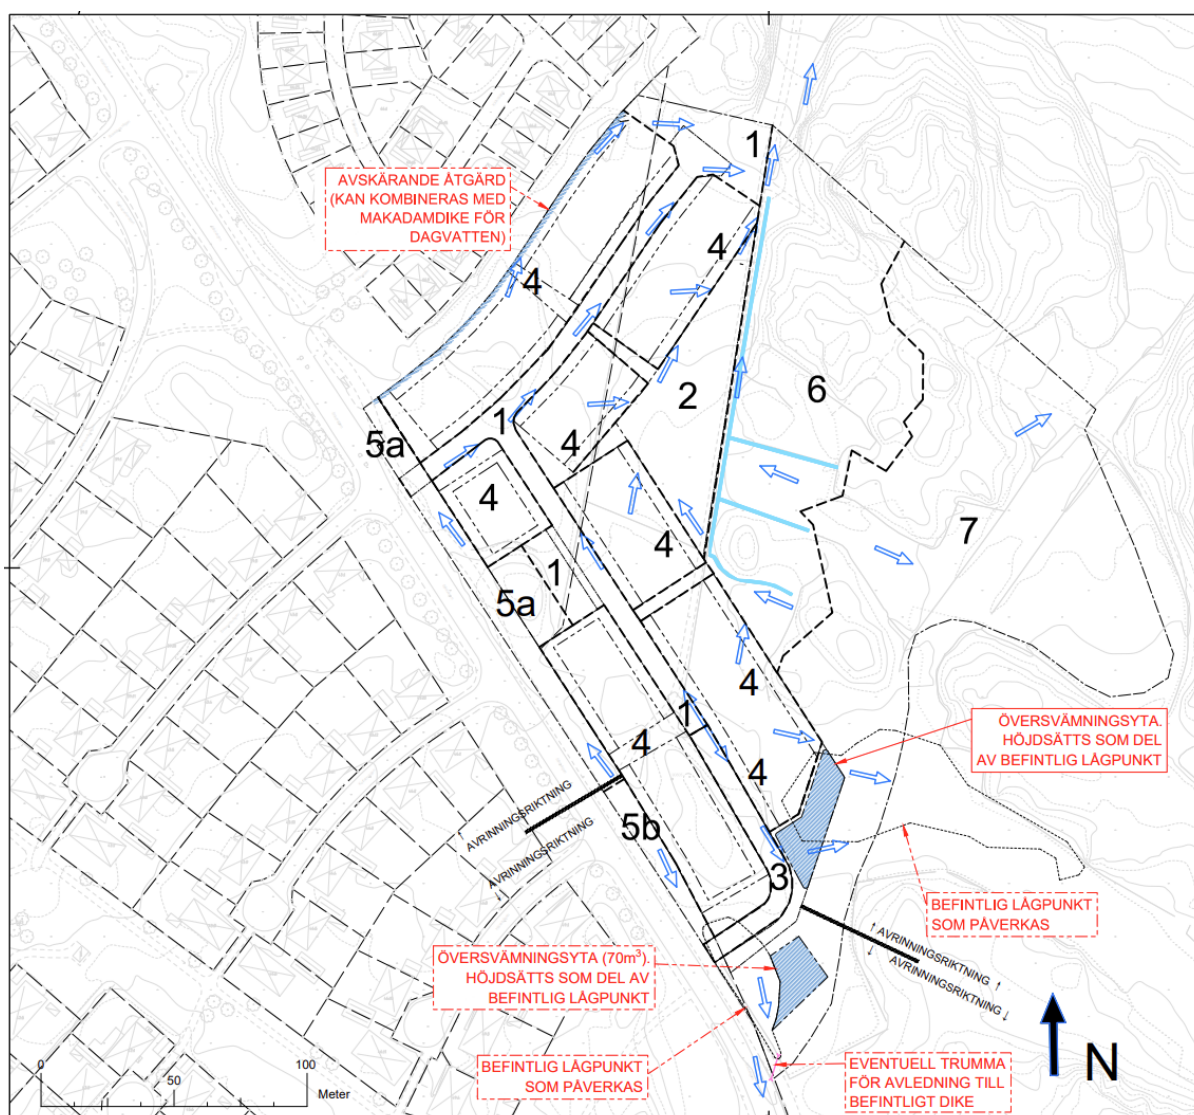 1
AVSKÄRANDE ÅTGÄRD
(KAN KOMBINERAS MED
MAKADAMDIKE FÖR
DAGVATTEN)
4
4
2
6
1
5a
4
4
7
4
1
5a
4
1
4
4
ÖVERSVÄMNINGSYTA.
HÖJDSÄTTS SOM DEL
AV BEFINTLIG LÅGPUNKT
AVRINNINGSRIKTNING
AVRINNINGSRIKTNING
↓
5b
3
BEFINTLIG LÅGPUNKT
SOM PÅVERKAS
↑ AVRINNINGSRIKTNING ↑
↓ AVRINNINGSRIKTNING ↓
ÖVERSVÄMNINGSYTA (70m³).
HÖJDSÄTTS SOM DEL AV
BEFINTLIG LÅGPUNKT
BEFINTLIG LÅGPUNKT
SOM PÅVERKAS
EVENTUELL TRUMMA
FÖR AVLEDNING TILL
BEFINTLIGT DIKE
N
0
50
100
Meter